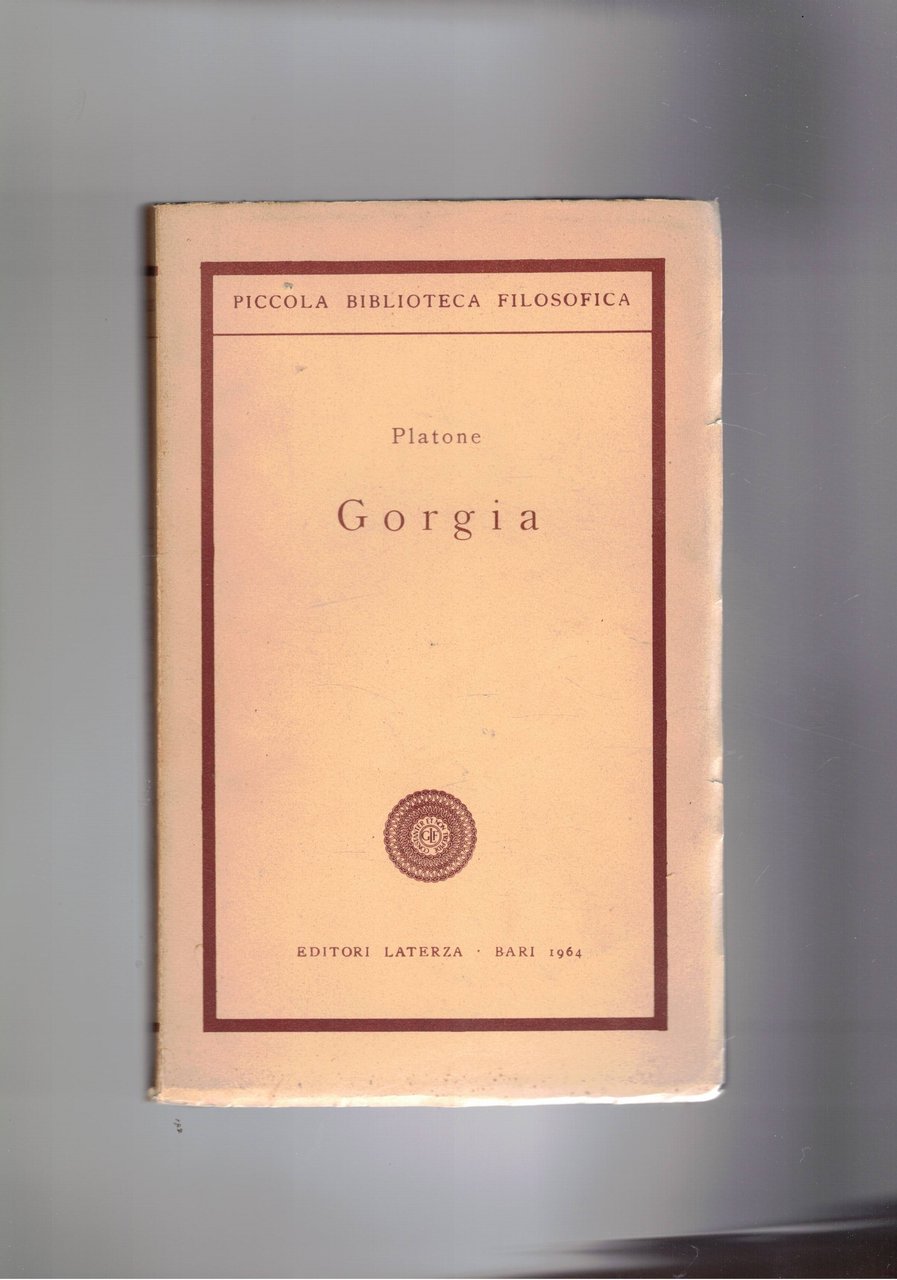 PICCOLA BIBLIOTECA FILOSOFICA
Platone
Gorgia
EDITORI LATERZA · BARI 1964